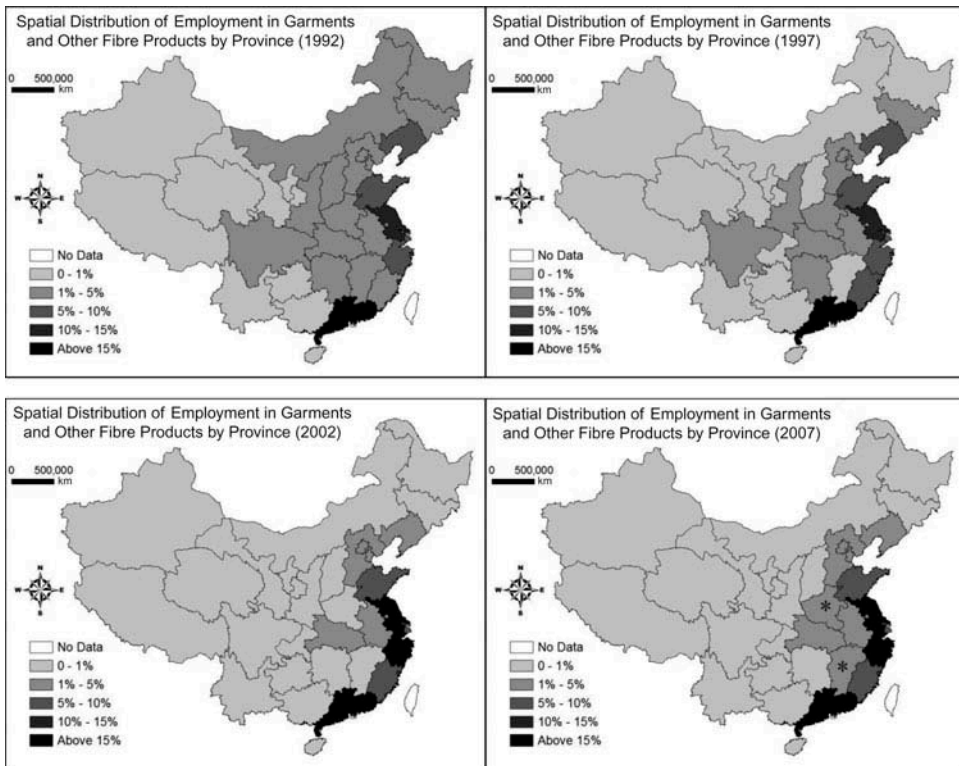 Spatial Distribution of Employment in Garments
and Other Fibre Products by Province (1992)
0 500,000
km
N
W E
S
No Data
0 - 1%
1% - 5%
5% - 10%
10% - 15%
Above 15%
Spatial Distribution of Employment in Garments
and Other Fibre Products by Province (1997)
0 500,000
km
N
W E
S
No Data
0 - 1%
1% - 5%
5% - 10%
10% - 15%
Above 15%
Spatial Distribution of Employment in Garments
and Other Fibre Products by Province (2002)
0 500,000
km
N
W E
S
No Data
0 - 1%
1% - 5%
5% - 10%
10% - 15%
Above 15%
Spatial Distribution of Employment in Garments
and Other Fibre Products by Province (2007)
0 500,000
km
N
W E
S
*
*
No Data
0 - 1%
1% - 5%
5% - 10%
10% - 15%
Above 15%